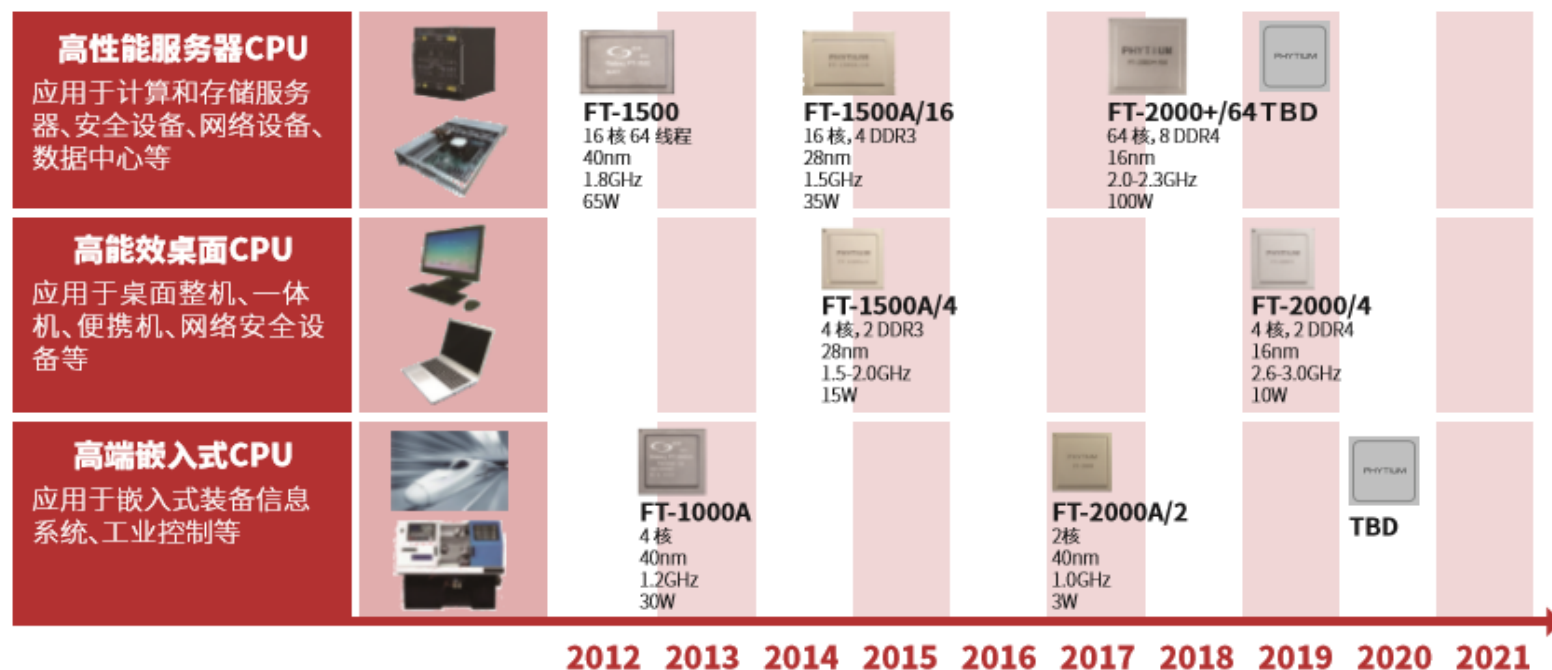 高性能服务器CPU
应用于计算和存储服务
器、安全设备、网络设备、
数据中心等
FT-1500
16 核 64 线程
40nm
1.8GHz
65W
PHYTIUM
FT-1500A/16
16 核, 4 DDR3
28nm
1.5GHz
35W
PHYTIUM
FT-2000+/64
64 核, 8 DDR4
16nm
2.0-2.3GHz
100W
PHYTIUM
TBD
高能效桌面CPU
应用于桌面整机、一体
机、便携机、网络安全设
备等
PHYTIUM
FT-1500A/4
4 核, 2 DDR3
28nm
1.5-2.0GHz
15W
PHYTIUM
FT-2000/4
4 核, 2 DDR4
16nm
2.6-3.0GHz
10W
高端嵌入式CPU
应用于嵌入式装备信息
系统、工业控制等
FT-1000A
4 核
40nm
1.2GHz
30W
PHYTIUM
FT-2000A/2
2核
40nm
1.0GHz
3W
PHYTIUM
TBD
2012 2013 2014 2015 2016 2017 2018 2019 2020 2021